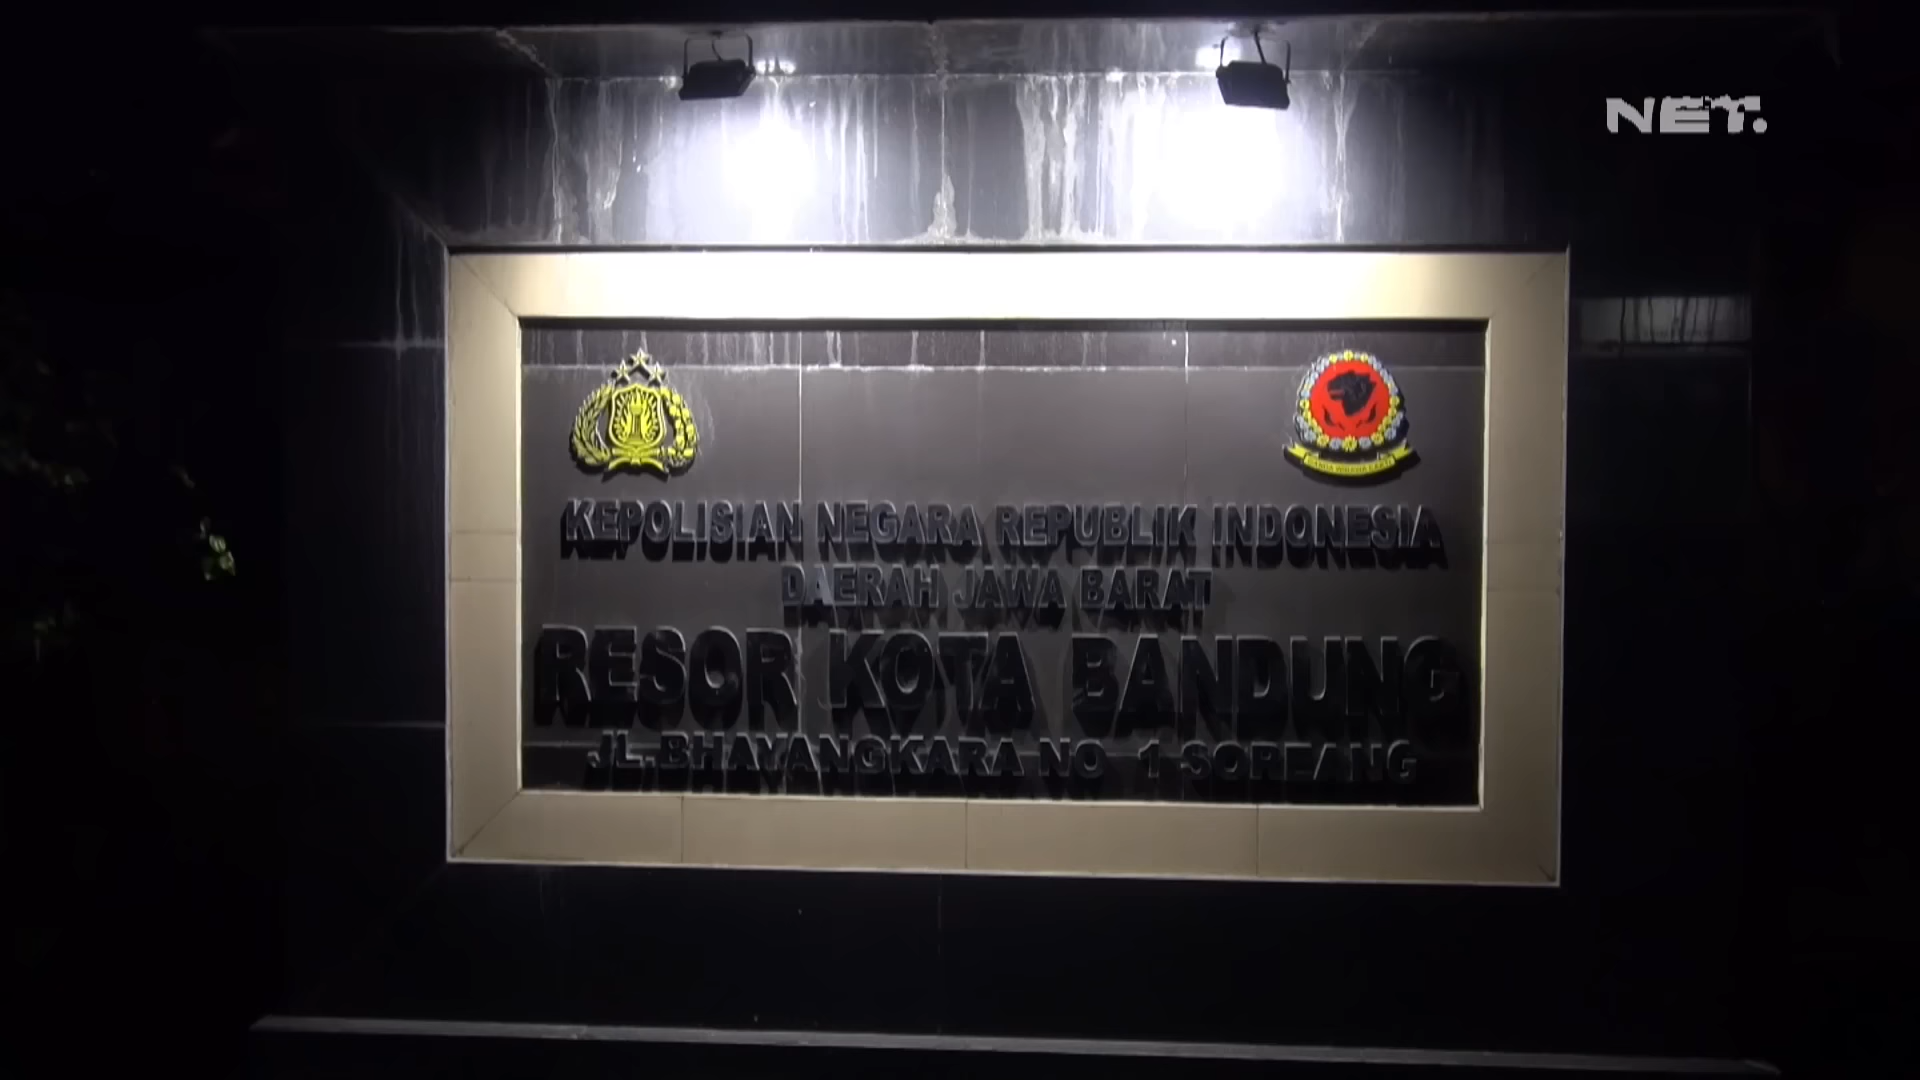 NET.
KEPOLISIAN NEGARA REPUBLIK INDONESIA
DAERAH JAWA BARAT
RESOR KOTA BANDUNG
JL.BHAYANGKARA NO 1 SOREANG